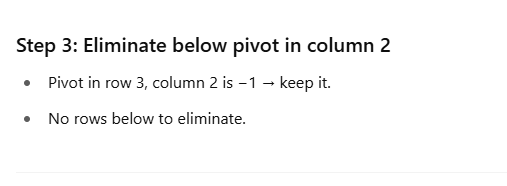 Step 3: Eliminate below pivot in column 2
• Pivot in row 3, column 2 is −1 → keep it.
• No rows below to eliminate.